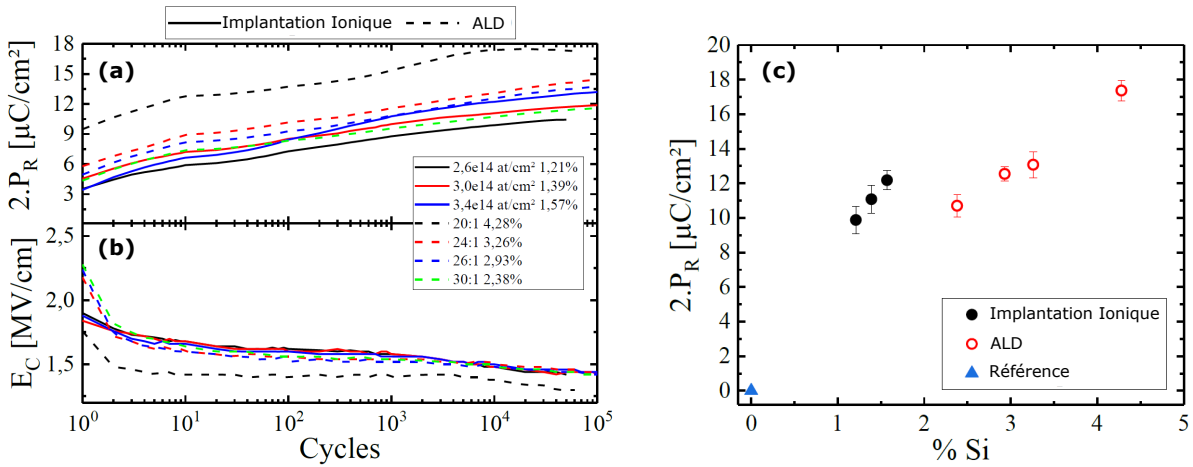 Implantation Ionique
ALD
(a)
2.P_R [µC/cm²]
18
15
12
9
6
3
2,6e14 at/cm² 1,21%
3,0e14 at/cm² 1,39%
3,4e14 at/cm² 1,57%
20:1 4,28%
24:1 3,26%
26:1 2,93%
30:1 2,38%
(b)
E_C [MV/cm]
2,5
2,0
1,5
10⁰ 10¹ 10² 10³ 10⁴ 10⁵
Cycles
(c)
2.P_R [µC/cm²]
20
18
16
14
12
10
8
6
4
2
0
Implantation Ionique
ALD
Référence
0 1 2 3 4 5
% Si